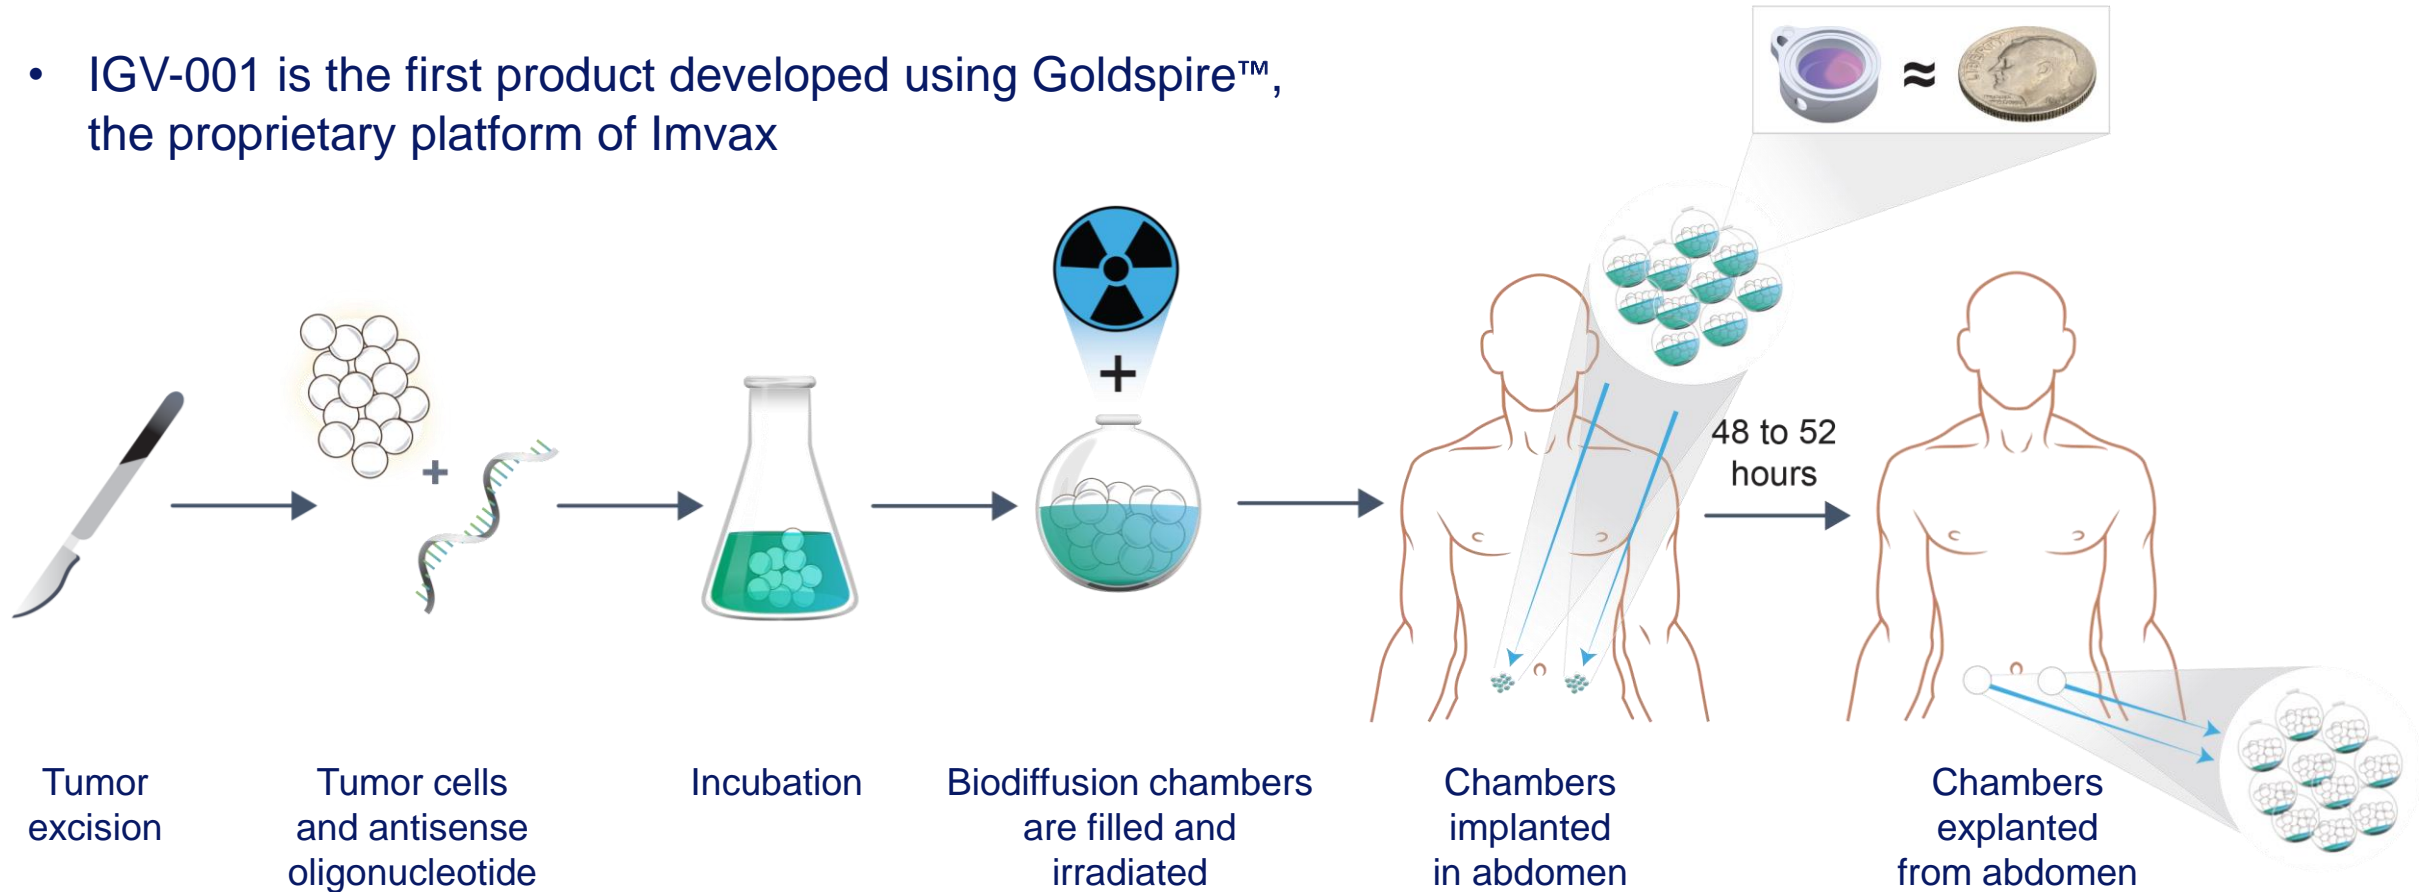 • IGV-001 is the first product developed using Goldspire™,
the proprietary platform of Imvax
≈
LIBERTY
+
+
48 to 52
hours
Tumor
excision
Tumor cells
and antisense
oligonucleotide
Incubation
Biodiffusion chambers
are filled and
irradiated
Chambers
implanted
in abdomen
Chambers
explanted
from abdomen